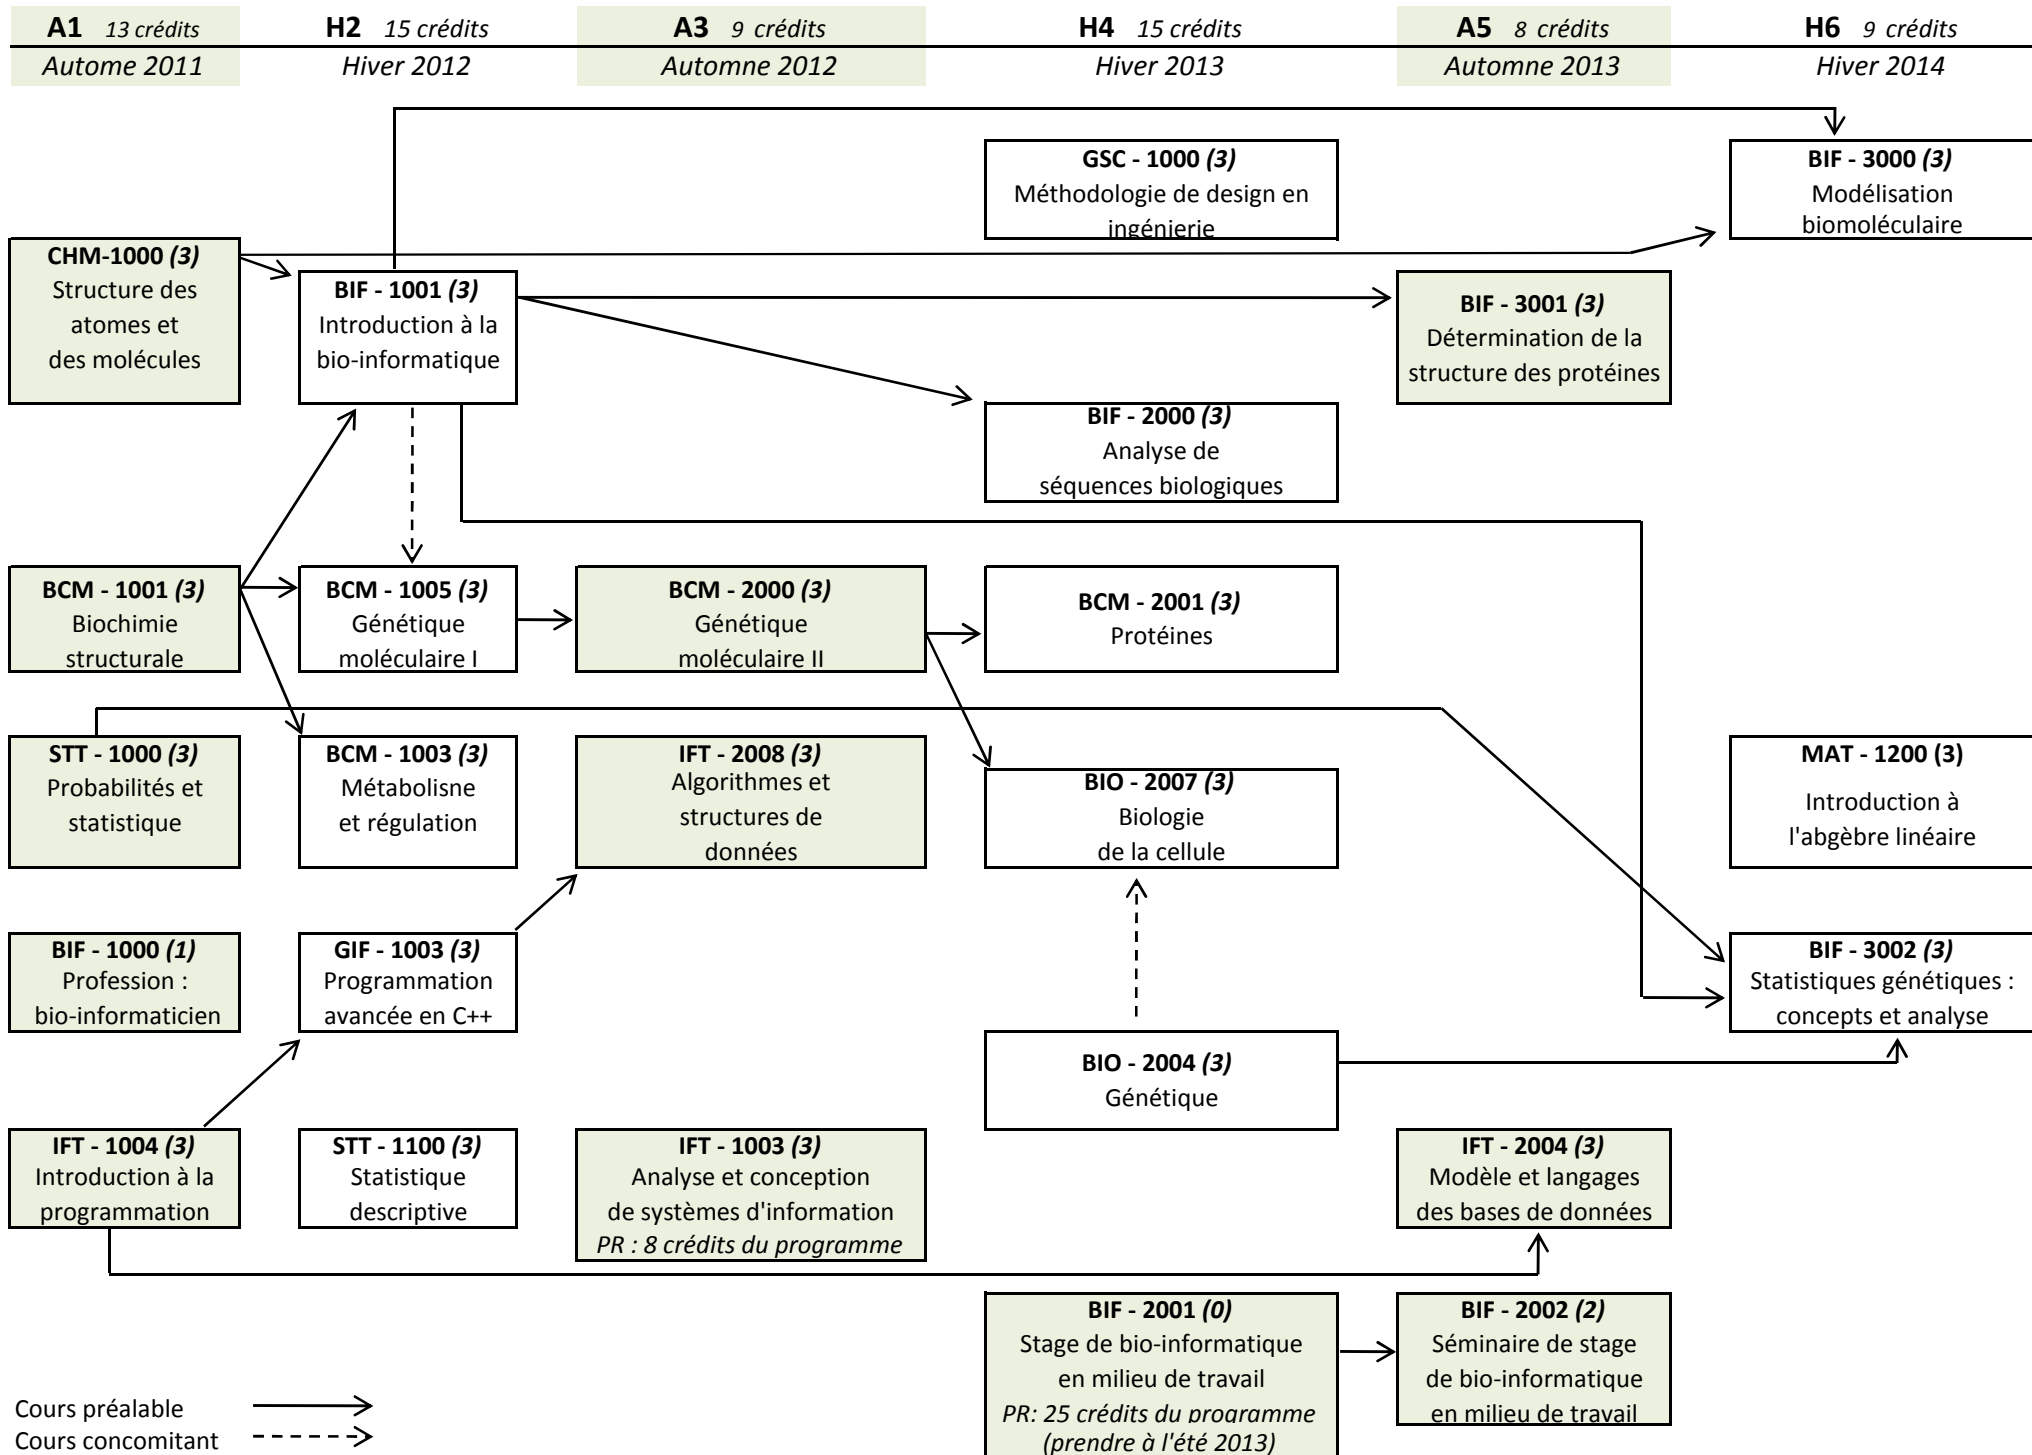 A1 13 crédits
Autome 2011
H2 15 crédits
Hiver 2012
A3 9 crédits
Automne 2012
H4 15 crédits
Hiver 2013
A5 8 crédits
Automne 2013
H6 9 crédits
Hiver 2014
GSC - 1000 (3)
Méthodologie de design en
ingénierie
BIF - 3000 (3)
Modélisation
biomoléculaire
CHM-1000 (3)
Structure des
atomes et
des molécules
BIF - 1001 (3)
Introduction à la
bio-informatique
BIF - 3001 (3)
Détermination de la
structure des protéines
BIF - 2000 (3)
Analyse de
séquences biologiques
BCM - 1001 (3)
Biochimie
structurale
BCM - 1005 (3)
Génétique
moléculaire I
BCM - 2000 (3)
Génétique
moléculaire II
BCM - 2001 (3)
Protéines
STT - 1000 (3)
Probabilités et
statistique
BCM - 1003 (3)
Métabolisne
et régulation
IFT - 2008 (3)
Algorithmes et
structures de
données
BIO - 2007 (3)
Biologie
de la cellule
MAT - 1200 (3)
Introduction à
l'abgèbre linéaire
BIF - 1000 (1)
Profession :
bio-informaticien
GIF - 1003 (3)
Programmation
avancée en C++
BIO - 2004 (3)
Génétique
BIF - 3002 (3)
Statistiques génétiques :
concepts et analyse
IFT - 1004 (3)
Introduction à la
programmation
STT - 1100 (3)
Statistique
descriptive
IFT - 1003 (3)
Analyse et conception
de systèmes d'information
PR : 8 crédits du programme
IFT - 2004 (3)
Modèle et langages
des bases de données
BIF - 2001 (0)
Stage de bio-informatique
en milieu de travail
PR: 25 crédits du programme
(prendre à l'été 2013)
BIF - 2002 (2)
Séminaire de stage
de bio-informatique
en milieu de travail
Cours préalable
Cours concomitant